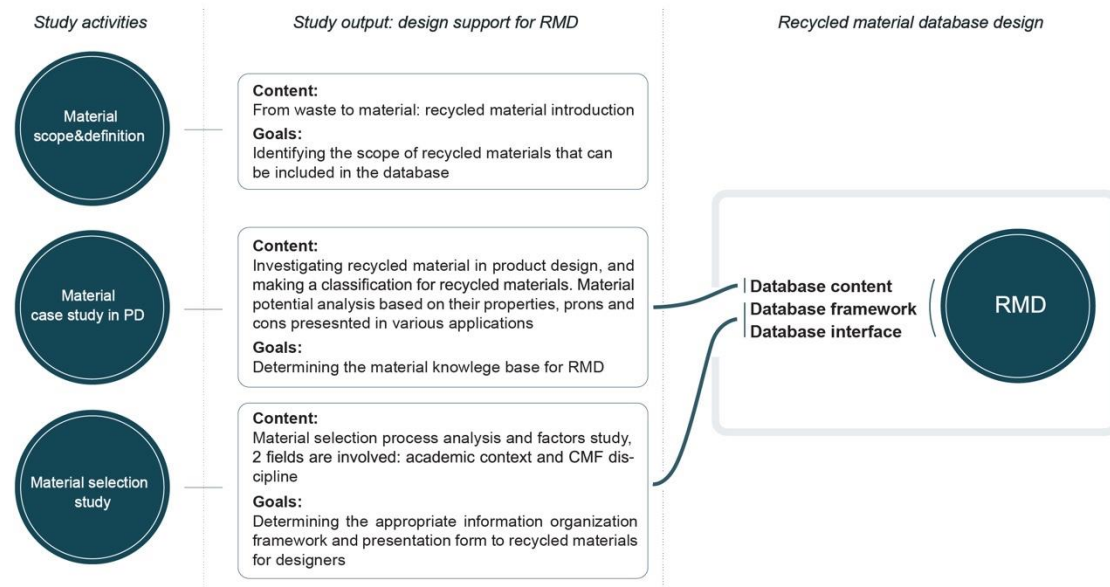 Study activities
Study output: design support for RMD
Recycled material database design
Material
scope&definition
Content:
From waste to material: recycled material introduction
Goals:
Identifying the scope of recycled materials that can
be included in the database
Material
case study in PD
Content:
Investigating recycled material in product design, and
making a classification for recycled materials. Material
potential analysis based on their properties, prons and
cons presesnted in various applications
Goals:
Determining the material knowlege base for RMD
Material selection
study
Content:
Material selection process analysis and factors study,
2 fields are involved: academic context and CMF dis-
cipline
Goals:
Determining the appropriate information organization
framework and presentation form to recycled materials
for designers
Database content
Database framework
Database interface
RMD